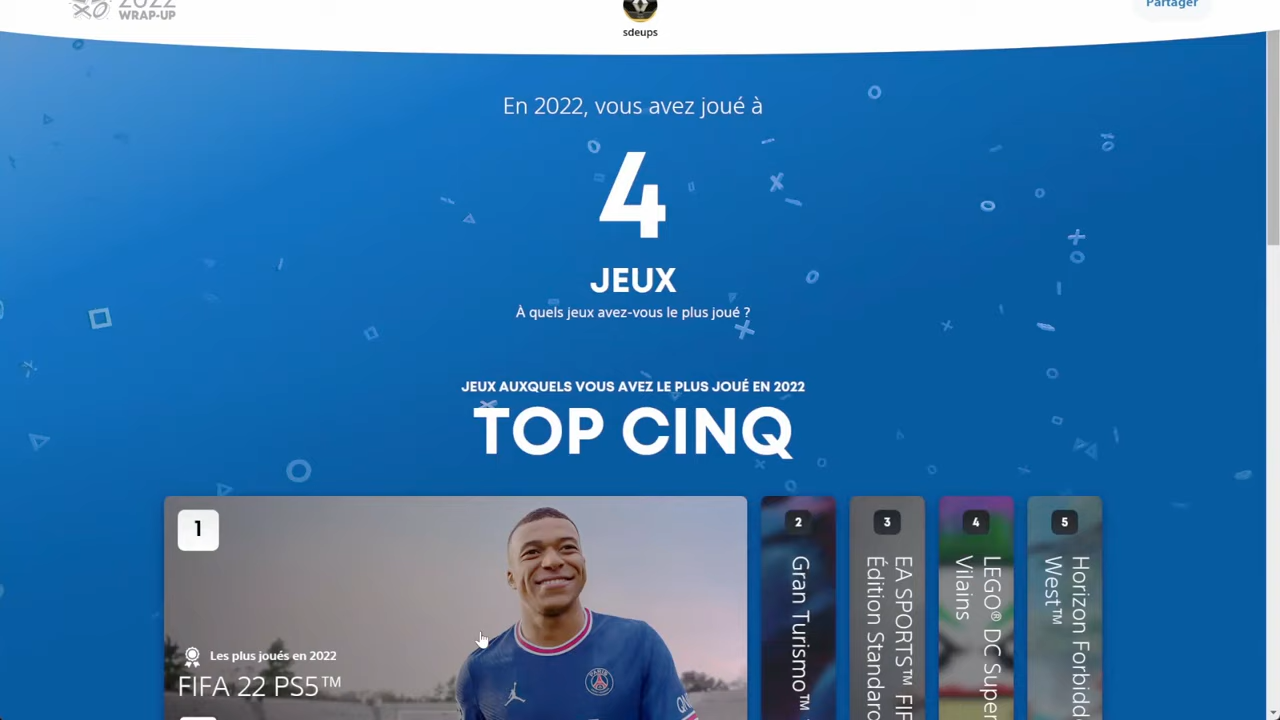 2022
WRAP-UP
sdeups
Partager
En 2022, vous avez joué à
4
JEUX
À quels jeux avez-vous le plus joué ?
JEUX AUXQUELS VOUS AVEZ LE PLUS JOUÉ EN 2022
TOP CINQ
1
Les plus joués en 2022
FIFA 22 PS5™
2
Gran Turismo™
3
EA SPORTS™
Édition Standard
4
LEGO® DC Super
Vilains
5
Horizon
West™